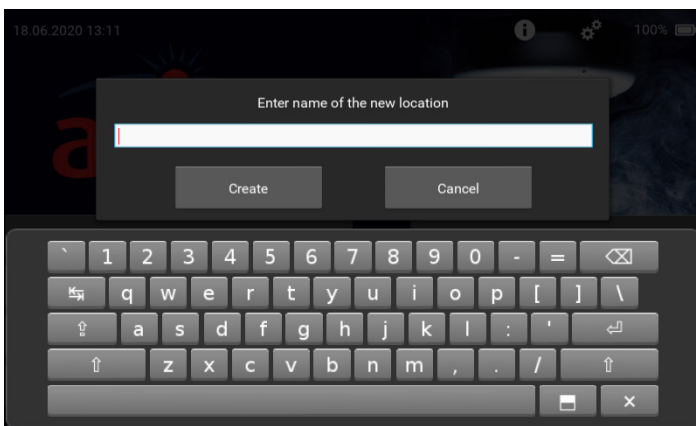 18.06.2020 13:11
100%
Enter name of the new location
Create Cancel
` 1 2 3 4 5 6 7 8 9 0 - =
q w e r t y u i o p [ ] \
a s d f g h j k l : '
z x c v b n m , . /